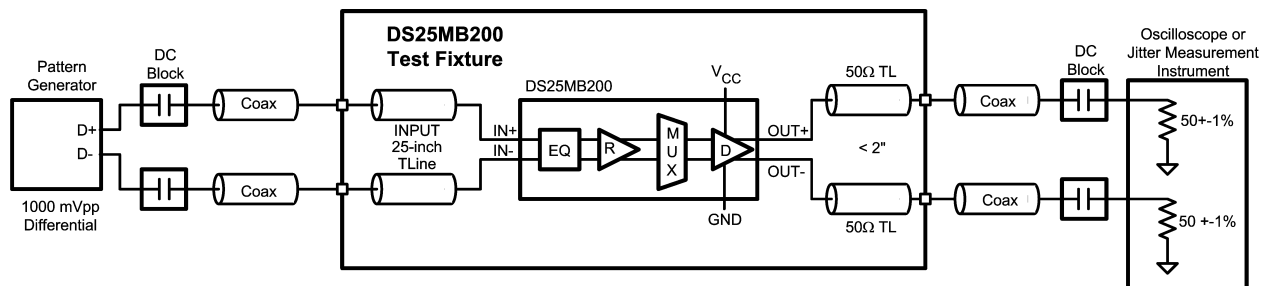 DS25MB200
Test Fixture
Pattern
Generator
DC
Block
Coax
D+
D-
Coax
1000 mVpp
Differential
INPUT
25-inch
TLine
DS25MB200
IN+
IN-
EQ
R
M
U
X
D
VCC
GND
OUT+
OUT-
50Ω TL
< 2"
50Ω TL
Coax
Coax
DC
Block
Oscilloscope or
Jitter Measurement
Instrument
50+-1%
50 +-1%